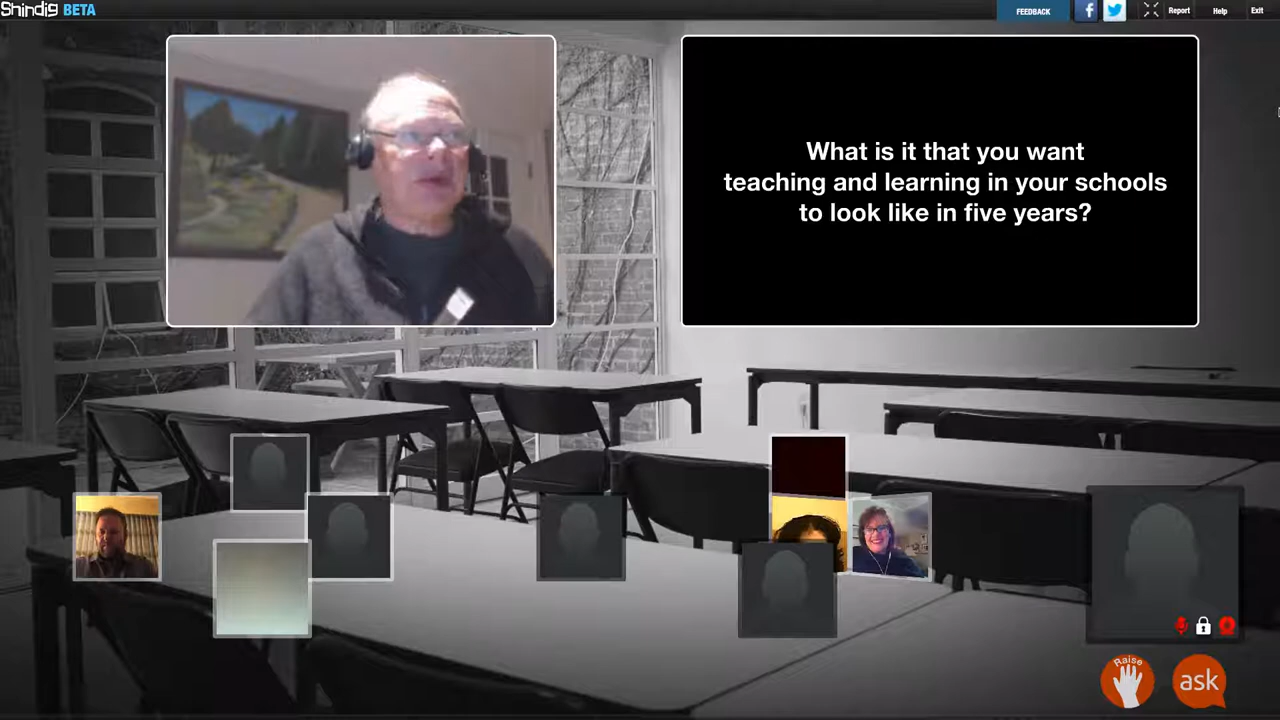 Shindig BETA
FEEDBACK
Report
Help
Exit
What is it that you want
teaching and learning in your schools
to look like in five years?
Raise
ask